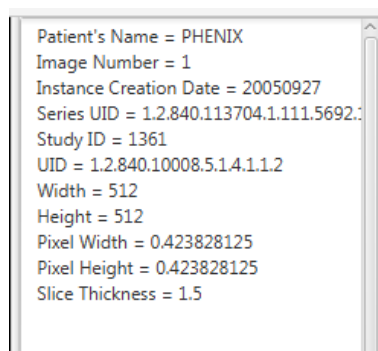 Patient's Name = PHENIX
Image Number = 1
Instance Creation Date = 20050927
Series UID = 1.2.840.113704.1.111.5692.:
Study ID = 1361
UID = 1.2.840.10008.5.1.4.1.1.2
Width = 512
Height = 512
Pixel Width = 0.423828125
Pixel Height = 0.423828125
Slice Thickness = 1.5